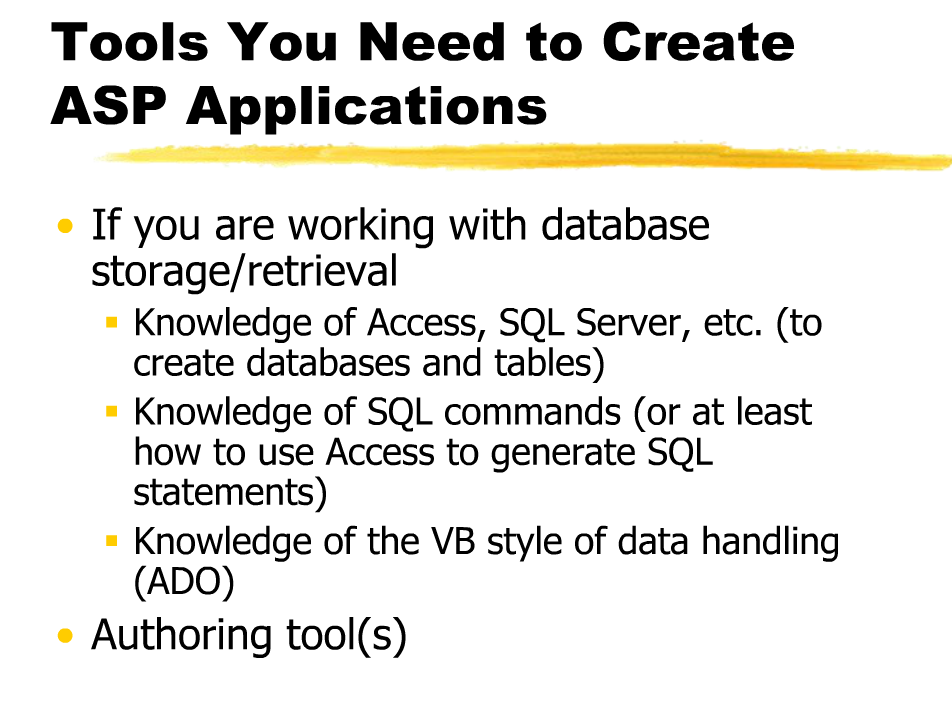 Tools You Need to Create
ASP Applications
• If you are working with database
storage/retrieval
▪ Knowledge of Access, SQL Server, etc. (to
create databases and tables)
▪ Knowledge of SQL commands (or at least
how to use Access to generate SQL
statements)
▪ Knowledge of the VB style of data handling
(ADO)
• Authoring tool(s)